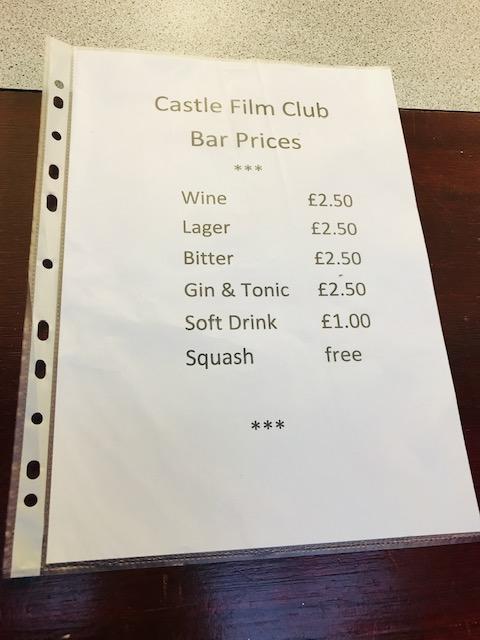 Castle Film Club
Bar Prices
***
Wine £2.50
Lager £2.50
Bitter £2.50
Gin & Tonic £2.50
Soft Drink £1.00
Squash free
***